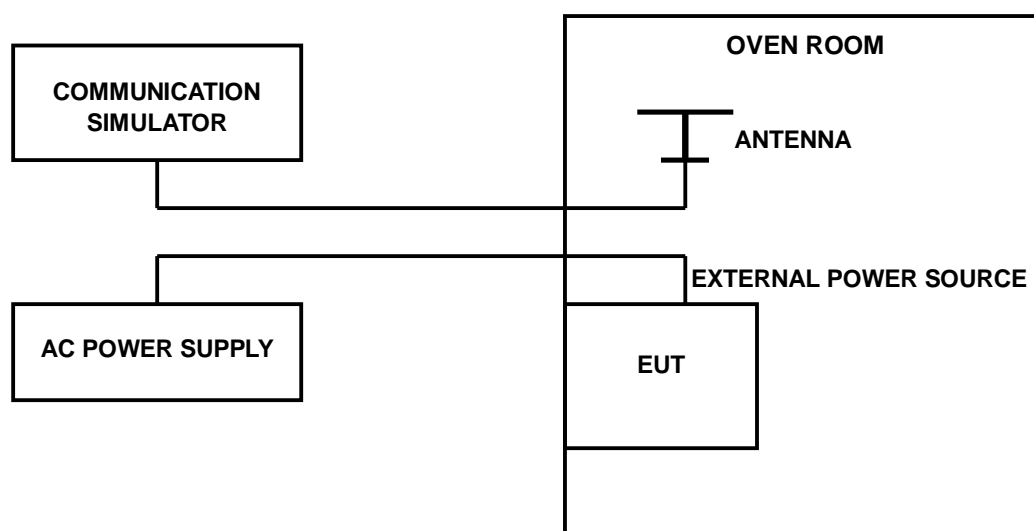 OVEN ROOM
COMMUNICATION
SIMULATOR
ANTENNA
EXTERNAL POWER SOURCE
AC POWER SUPPLY
EUT